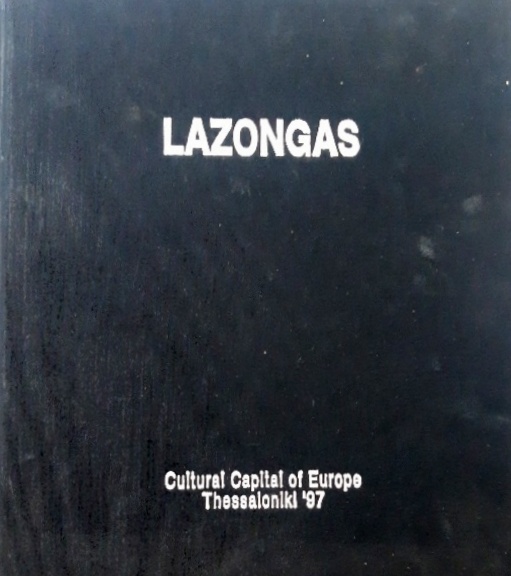 LAZONGAS
Cultural Capital of Europe
Thessaloniki '97